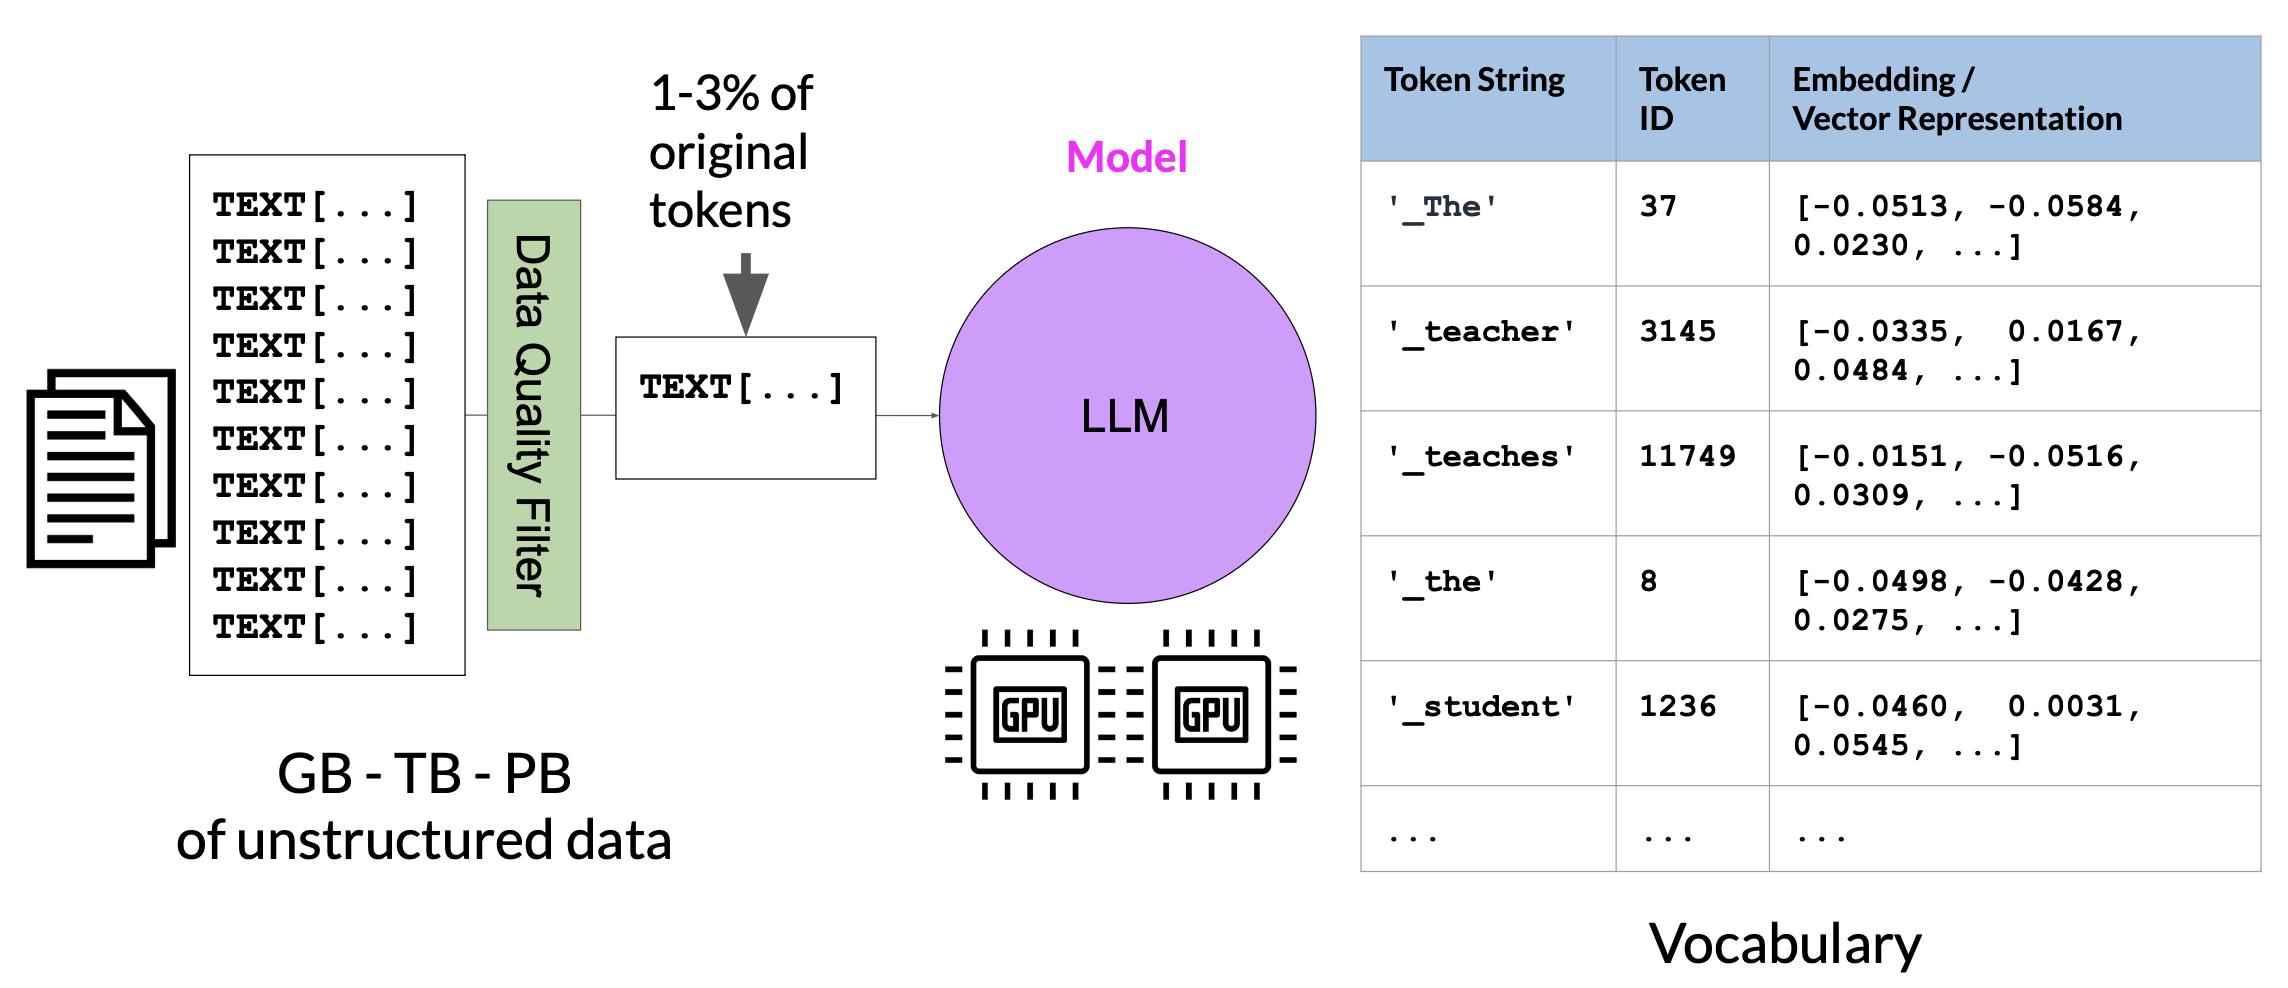 TEXT[...]
TEXT[...]
TEXT[...]
TEXT[...]
TEXT[...]
TEXT[...]
TEXT[...]
TEXT[...]
TEXT[...]
TEXT[...]
GB - TB - PB
of unstructured data
Data Quality Filter
1-3% of
original
tokens
TEXT[...]
Model
LLM
GPU GPU
Token String Token ID Embedding / Vector Representation
'_The' 37 [-0.0513, -0.0584,
0.0230, ...]
'_teacher' 3145 [-0.0335, 0.0167,
0.0484, ...]
'_teaches' 11749 [-0.0151, -0.0516,
0.0309, ...]
'_the' 8 [-0.0498, -0.0428,
0.0275, ...]
'_student' 1236 [-0.0460, 0.0031,
0.0545, ...]
... ... ...
Vocabulary